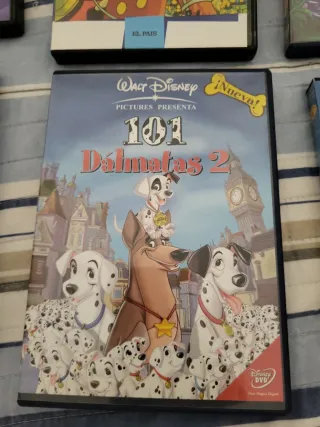 EL PAIS
WALT DISNEY
PICTURES PRESENTA
¡Nuevo!
101
Dálmatas 2
Disney
DVD